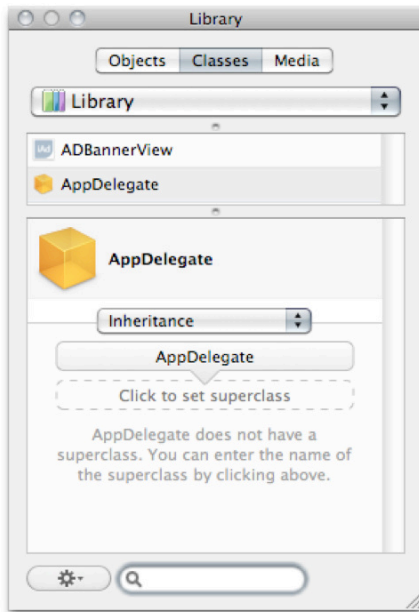 Library
Objects Classes Media
Library
iAd ADBannerView
AppDelegate
AppDelegate
Inheritance
AppDelegate
Click to set superclass
AppDelegate does not have a
superclass. You can enter the name of
the superclass by clicking above.